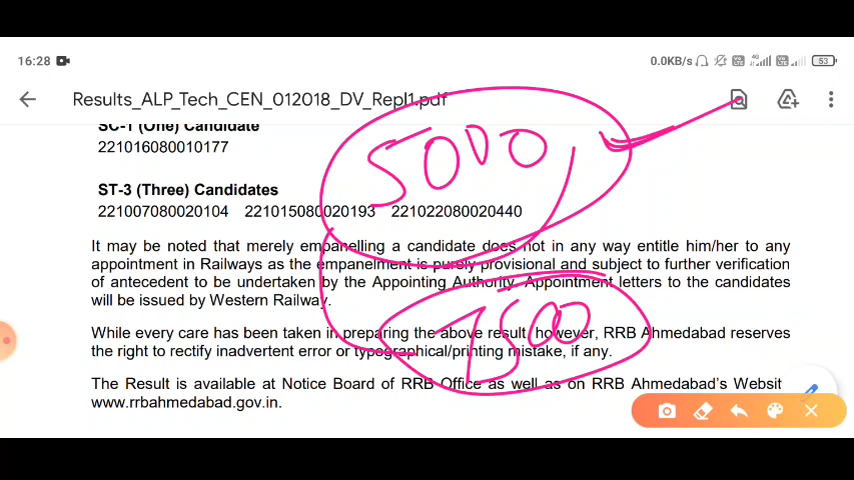 16:28 0.0KB/s 4G 53
Results_ALP_Tech_CEN_012018_DV_Repl1.pdf
SC-1 (One) Candidate
221016080010177
5000,
ST-3 (Three) Candidates
221007080020104 221015080020193 221022080020440
It may be noted that merely empanelling a candidate does not in any way entitle him/her to any
appointment in Railways as the empanelment is purely provisional and subject to further verification
of antecedent to be undertaken by the Appointing Authority. Appointment letters to the candidates
will be issued by Western Railway.
While every care has been taken in preparing the above result, however, RRB Ahmedabad reserves
the right to rectify inadvertent error or typographical/printing mistake, if any.
The Result is available at Notice Board of RRB Office as well as on RRB Ahmedabad's Websit
www.rrbahmedabad.gov.in.